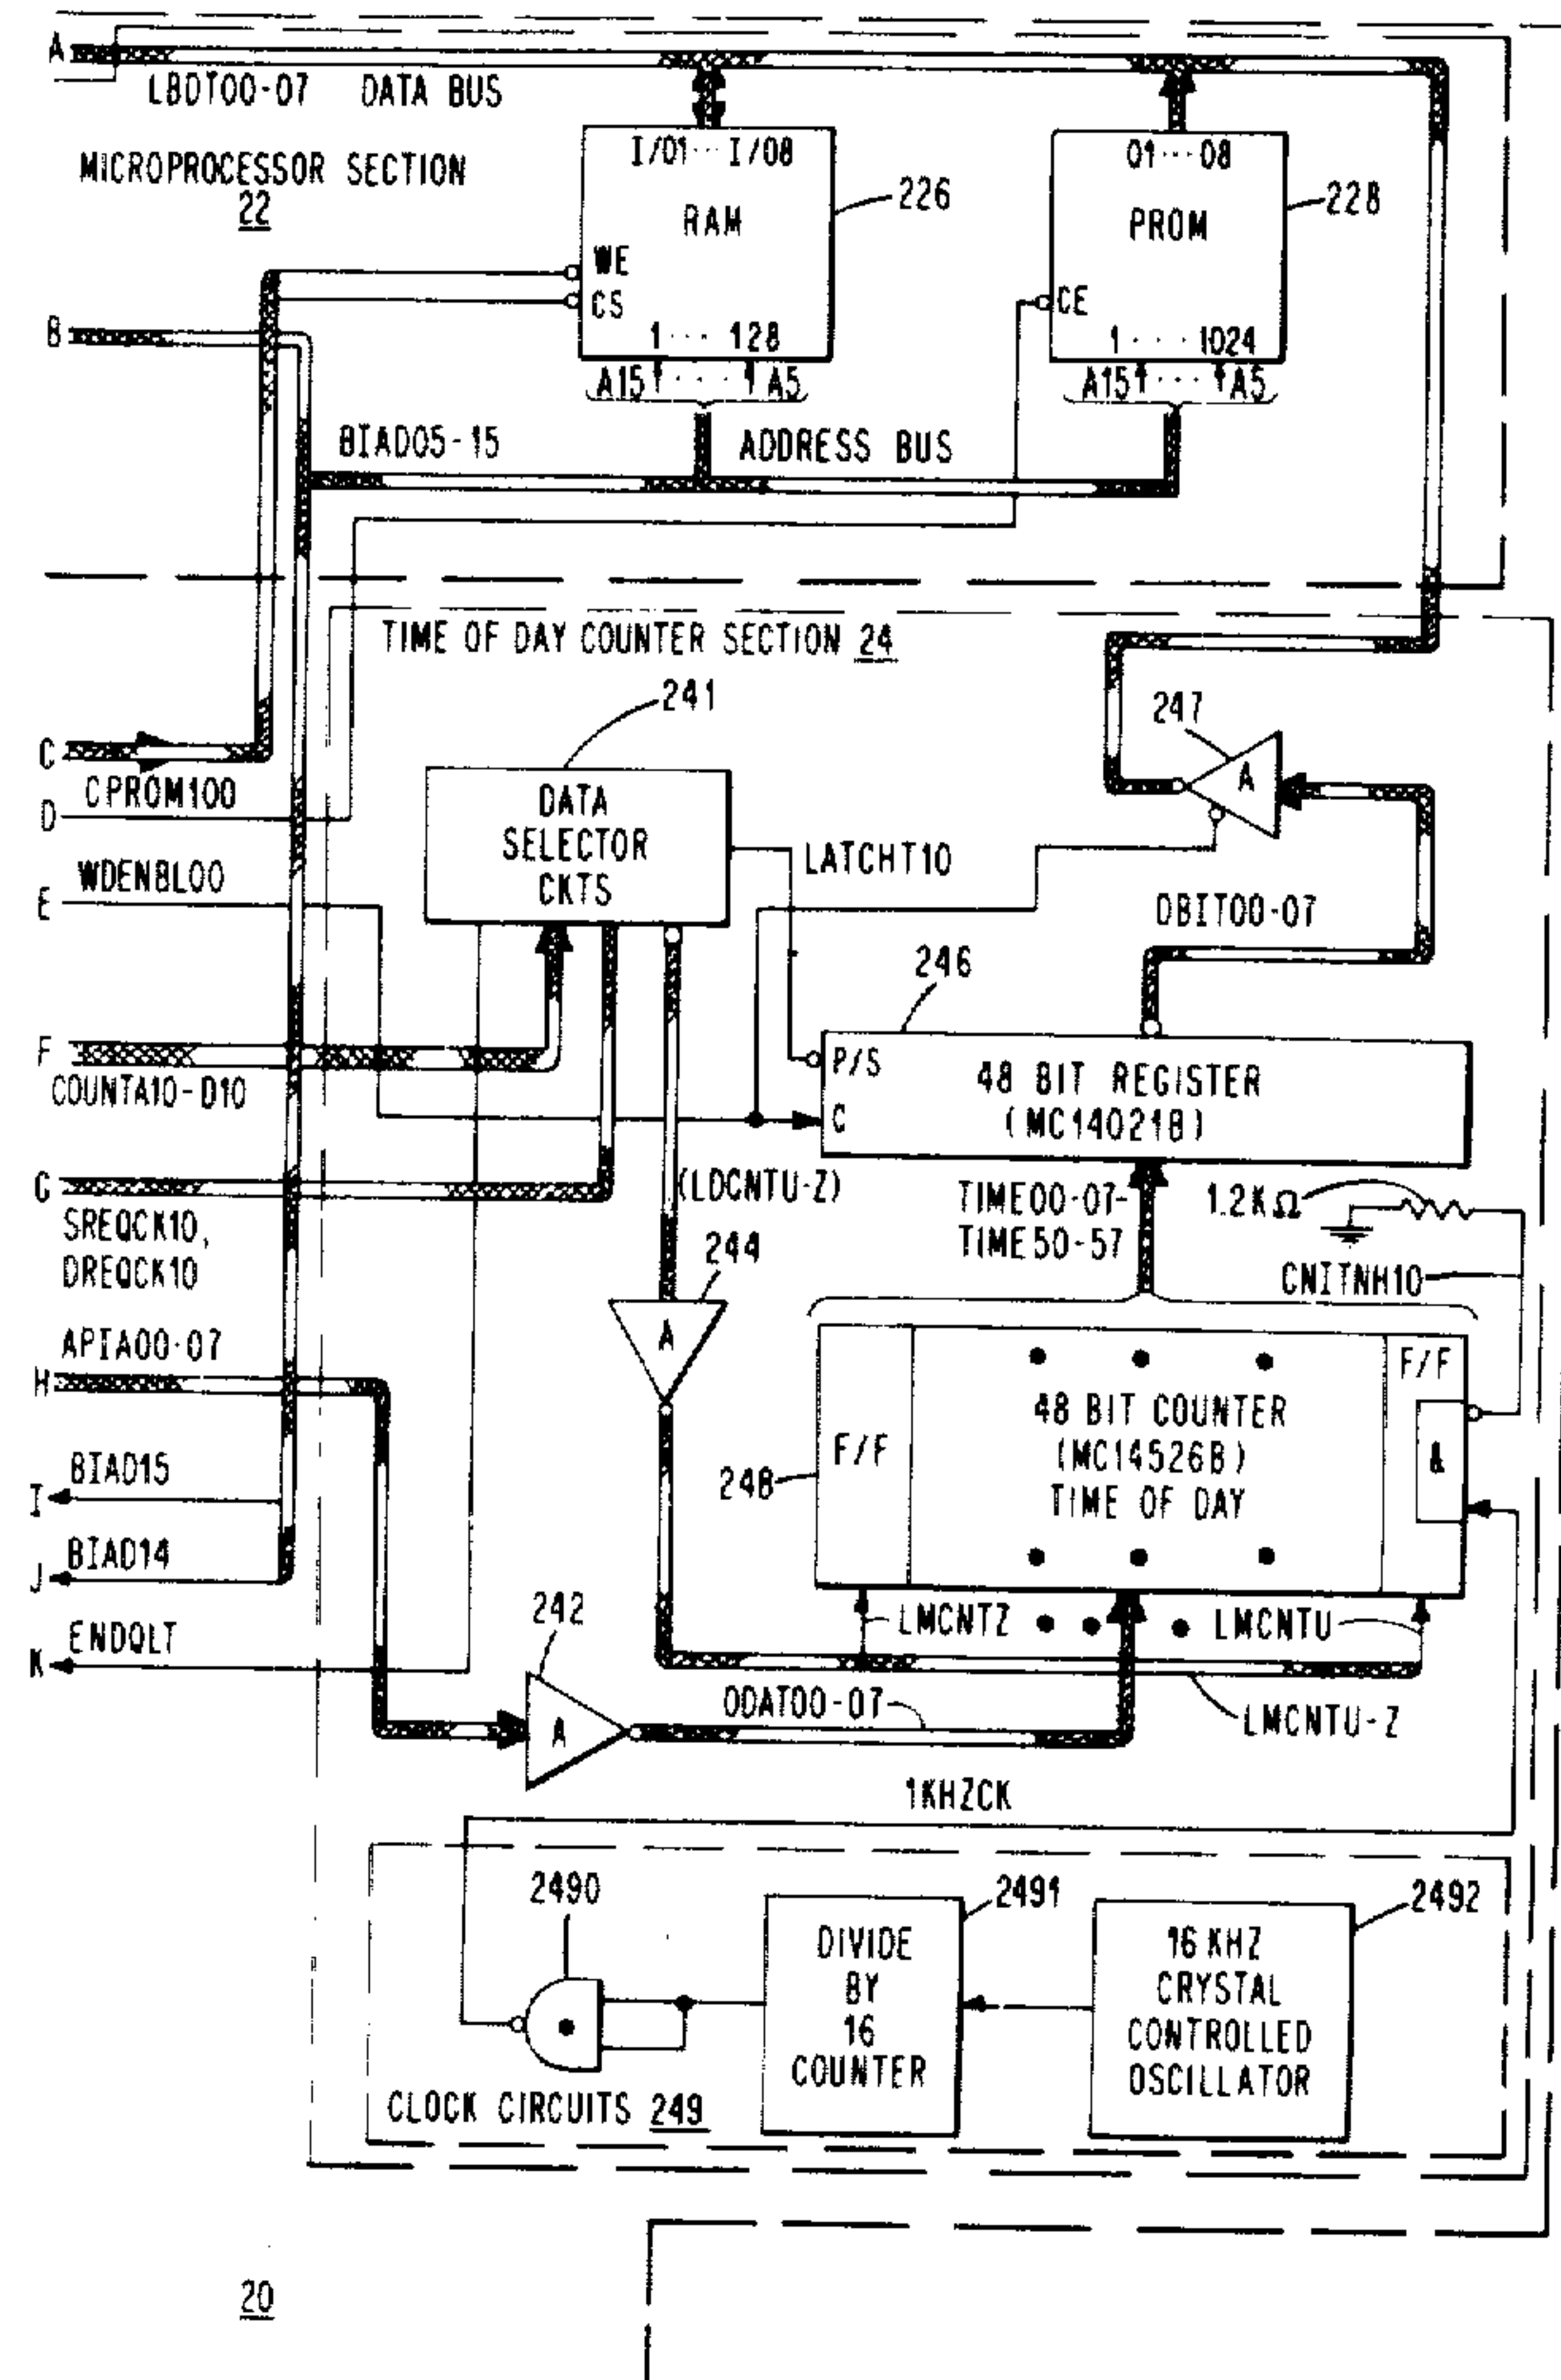 A
LBDT00-07 DATA BUS
MICROPROCESSOR SECTION
22
I/O1 ·· I/O8
RAM
WE
CS
1 ··· 128
A15 ···· A5
226
O1 ··· O8
PROM
CE
1 ··· 1024
A15 ··· A5
228
B
BIAD05-15
ADDRESS BUS
TIME OF DAY COUNTER SECTION 24
241
247
C
CPROM100
D
DATA
SELECTOR
CKTS
A
LATCHT10
WDENBL00
E
DBIT00-07
246
F
COUNTA10-D10
P/S
C
48 BIT REGISTER
(MC14021B)
G
SREQCK10,
DREQCK10
(LDCNTU-Z)
TIME00-07-
TIME50-57
1.2KΩ
CNITNH10
244
A
APIA00-07
H
F/F
48 BIT COUNTER
(MC14526B)
TIME OF DAY
F/F
&
248
BIAD15
I
BIAD14
J
ENDQLT
K
LMCNTZ
LMCNTU
242
A
ODAT00-07
LMCNTU-Z
1KHZCK
2490
2491
2492
DIVIDE
BY
16
COUNTER
16 KHZ
CRYSTAL
CONTROLLED
OSCILLATOR
CLOCK CIRCUITS 249
20